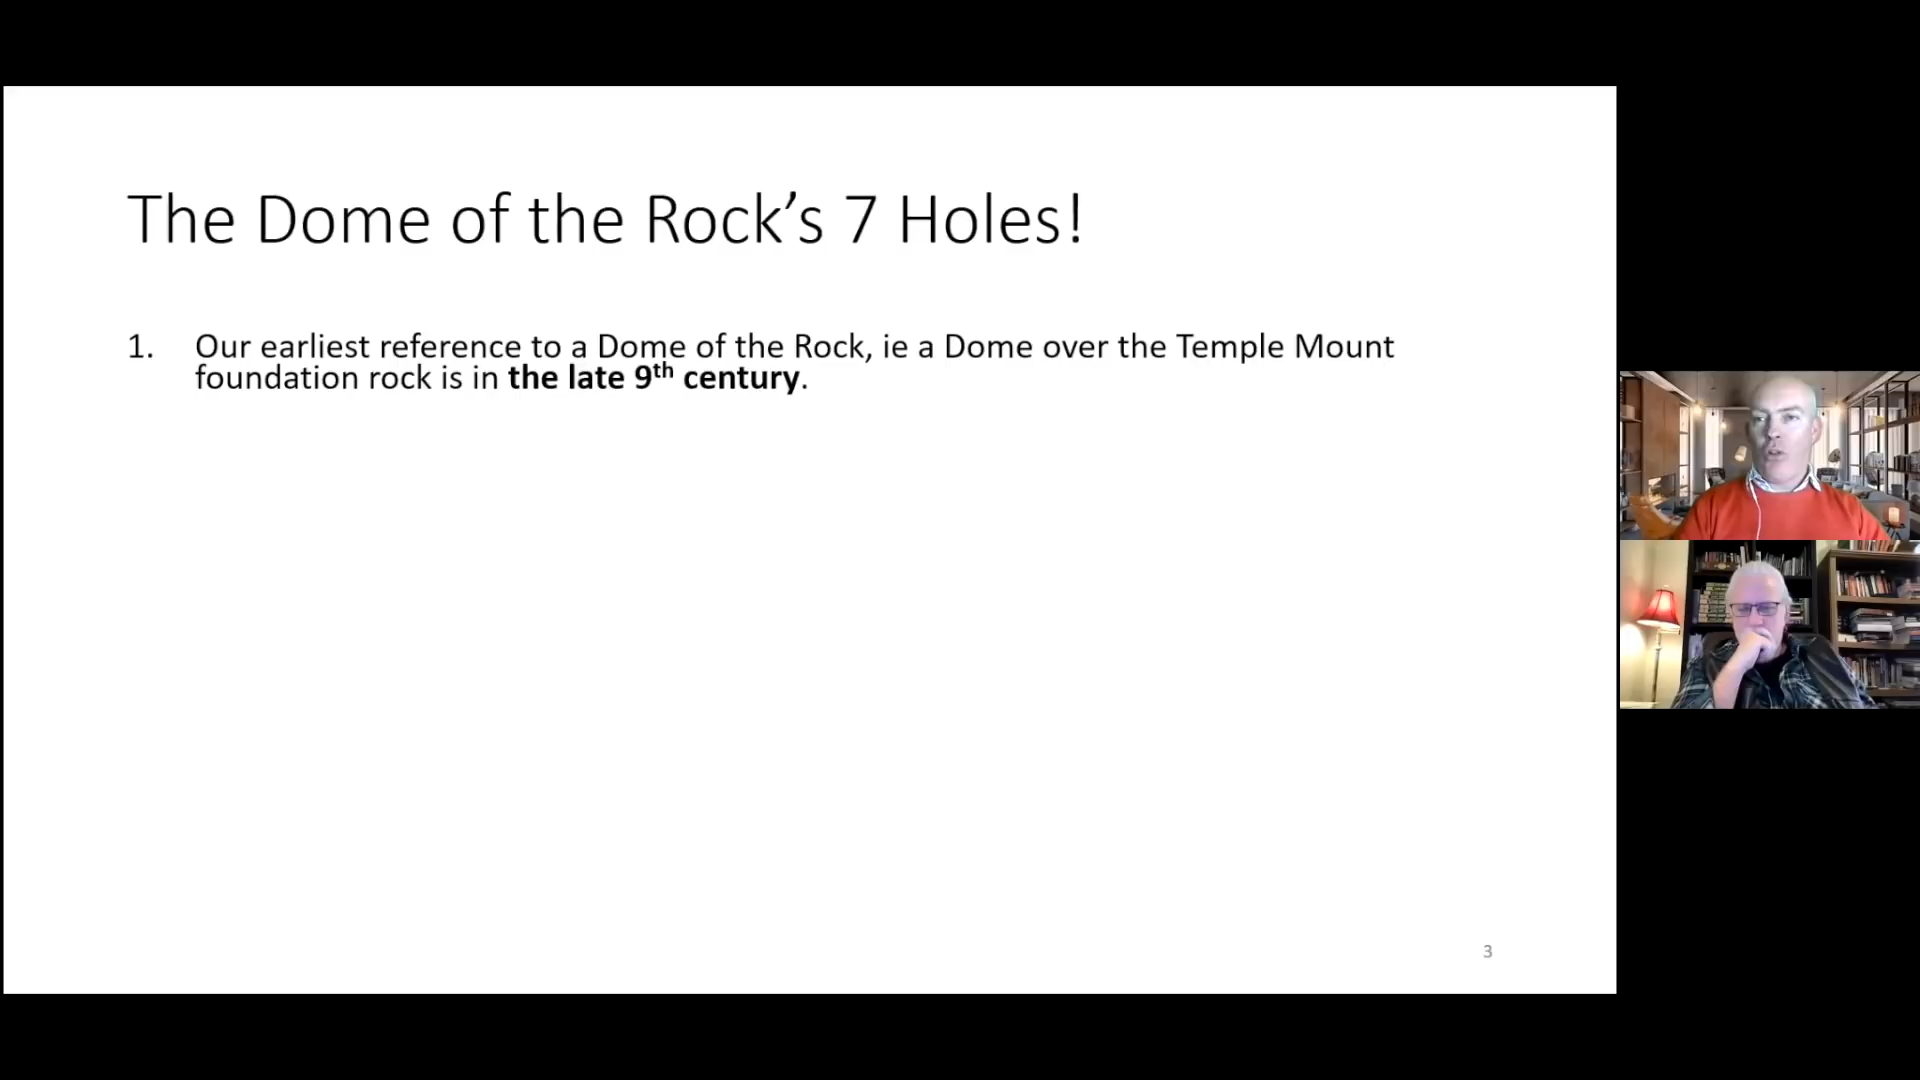 The Dome of the Rock’s 7 Holes!
1. Our earliest reference to a Dome of the Rock, ie a Dome over the Temple Mount
foundation rock is in the late 9th century.
3